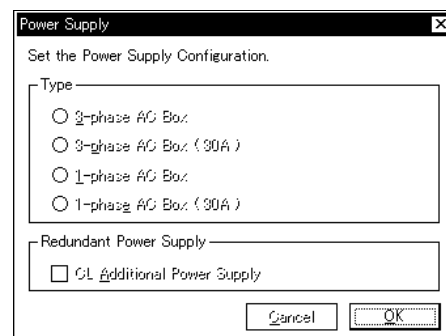 Power Supply
Set the Power Supply Configuration.
Type
3-phase AC Box
3-phase AC Box (30A)
1-phase AC Box
1-phase AC Box (30A)
Redundant Power Supply
CL Additional Power Supply
Cancel OK